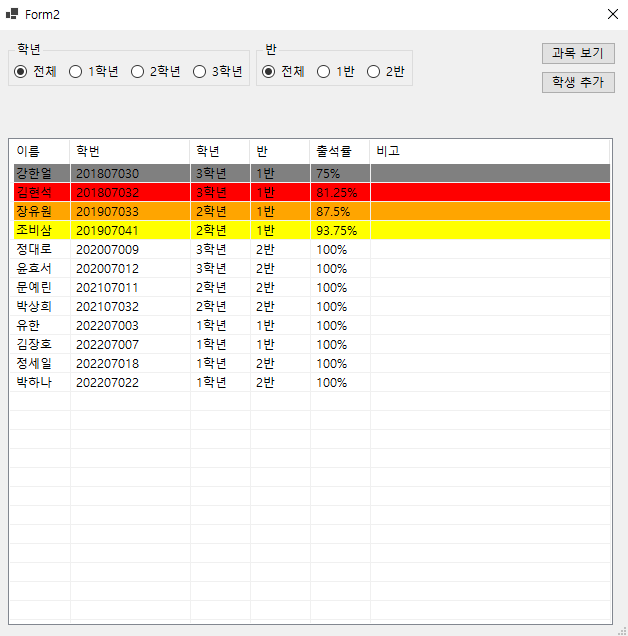 Form2
학년
전체 1학년 2학년 3학년
반
전체 1반 2반
과목 보기
학생 추가
이름 학번 학년 반 출석률 비고
강한얼 201807030 3학년 1반 75%
김현식 201807032 3학년 1반 81.25%
장유원 201907033 2학년 1반 87.5%
조비삼 201907041 2학년 1반 93.75%
정대로 202007009 3학년 2반 100%
윤효서 202007012 3학년 2반 100%
문예린 202107011 2학년 2반 100%
박상희 202107032 2학년 2반 100%
유한 202207003 1학년 1반 100%
김장호 202207007 1학년 1반 100%
정세일 202207018 1학년 2반 100%
박하나 202207022 1학년 2반 100%